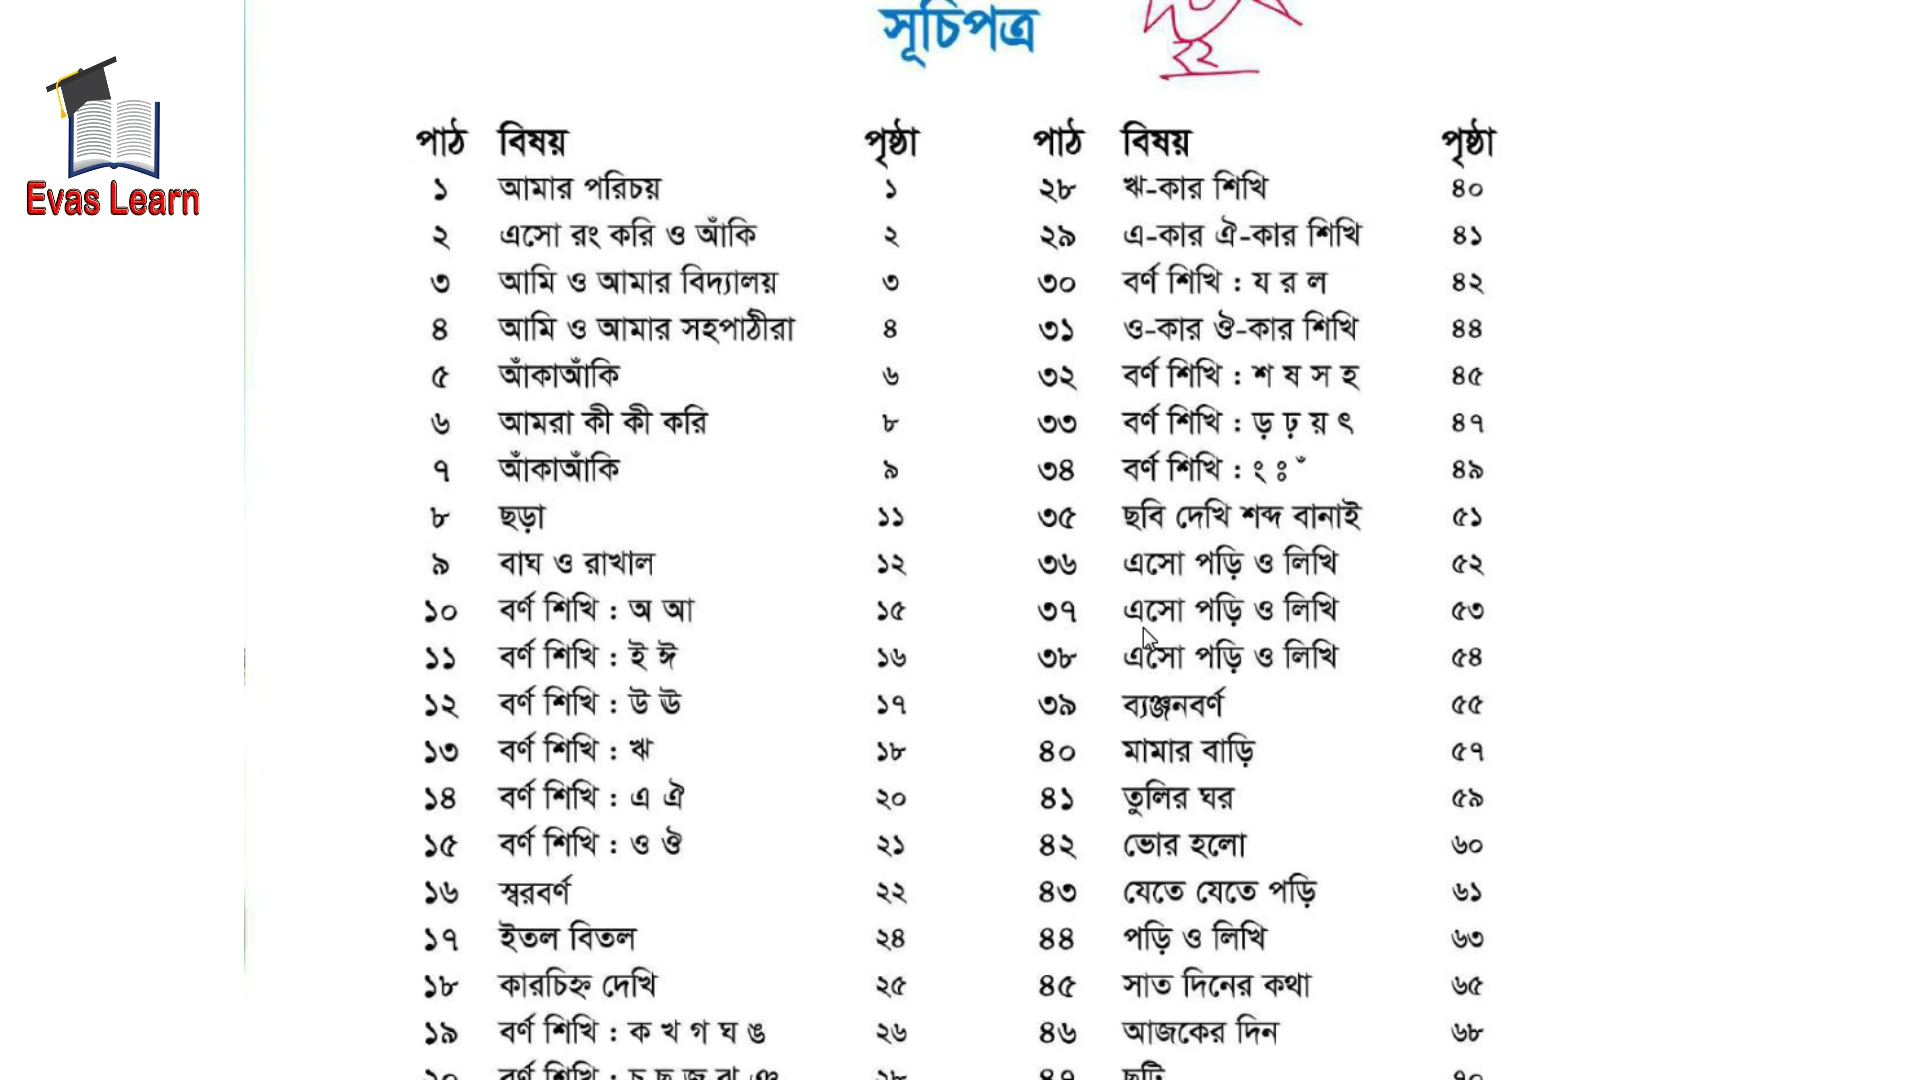 সূচিপত্র
২২
Evas Learn
পাঠ বিষয় পৃষ্ঠা
১ আমার পরিচয় ১
২ এসো রং করি ও আঁকি ২
৩ আমি ও আমার বিদ্যালয় ৩
৪ আমি ও আমার সহপাঠীরা ৪
৫ আঁকাআঁকি ৬
৬ আমরা কী কী করি ৮
৭ আঁকাআঁকি ৯
৮ ছড়া ১১
৯ বাঘ ও রাখাল ১২
১০ বর্ণ শিখি : অ আ ১৫
১১ বর্ণ শিখি : ই ঈ ১৬
১২ বর্ণ শিখি : উ ঊ ১৭
১৩ বর্ণ শিখি : ঋ ১৮
১৪ বর্ণ শিখি : এ ঐ ২০
১৫ বর্ণ শিখি : ও ঔ ২১
১৬ স্বরবর্ণ ২২
১৭ ইতল বিতল ২৪
১৮ কারচিহ্ন দেখি ২৫
১৯ বর্ণ শিখি : ক খ গ ঘ ঙ ২৬
২০ বর্ণ শিখি : চ ছ জ ঝ ঞ ২৮
পাঠ বিষয় পৃষ্ঠা
২৮ ঋ-কার শিখি ৪০
২৯ এ-কার ঐ-কার শিখি ৪১
৩০ বর্ণ শিখি : য র ল ৪২
৩১ ও-কার ঔ-কার শিখি ৪৪
৩২ বর্ণ শিখি : শ ষ স হ ৪৫
৩৩ বর্ণ শিখি : ড় ঢ় য় ৎ ৪৭
৩৪ বর্ণ শিখি : ং ঃ ঁ ৪৯
৩৫ ছবি দেখি শব্দ বানাই ৫১
৩৬ এসো পড়ি ও লিখি ৫২
৩৭ এসো পড়ি ও লিখি ৫৩
৩৮ এসো পড়ি ও লিখি ৫৪
৩৯ ব্যঞ্জনবর্ণ ৫৫
৪০ মামার বাড়ি ৫৭
৪১ তুলির ঘর ৫৯
৪২ ভোর হলো ৬০
৪৩ যেতে যেতে পড়ি ৬১
৪৪ পড়ি ও লিখি ৬৩
৪৫ সাত দিনের কথা ৬৫
৪৬ আজকের দিন ৬৮
৪৭ ছুটি ৭০